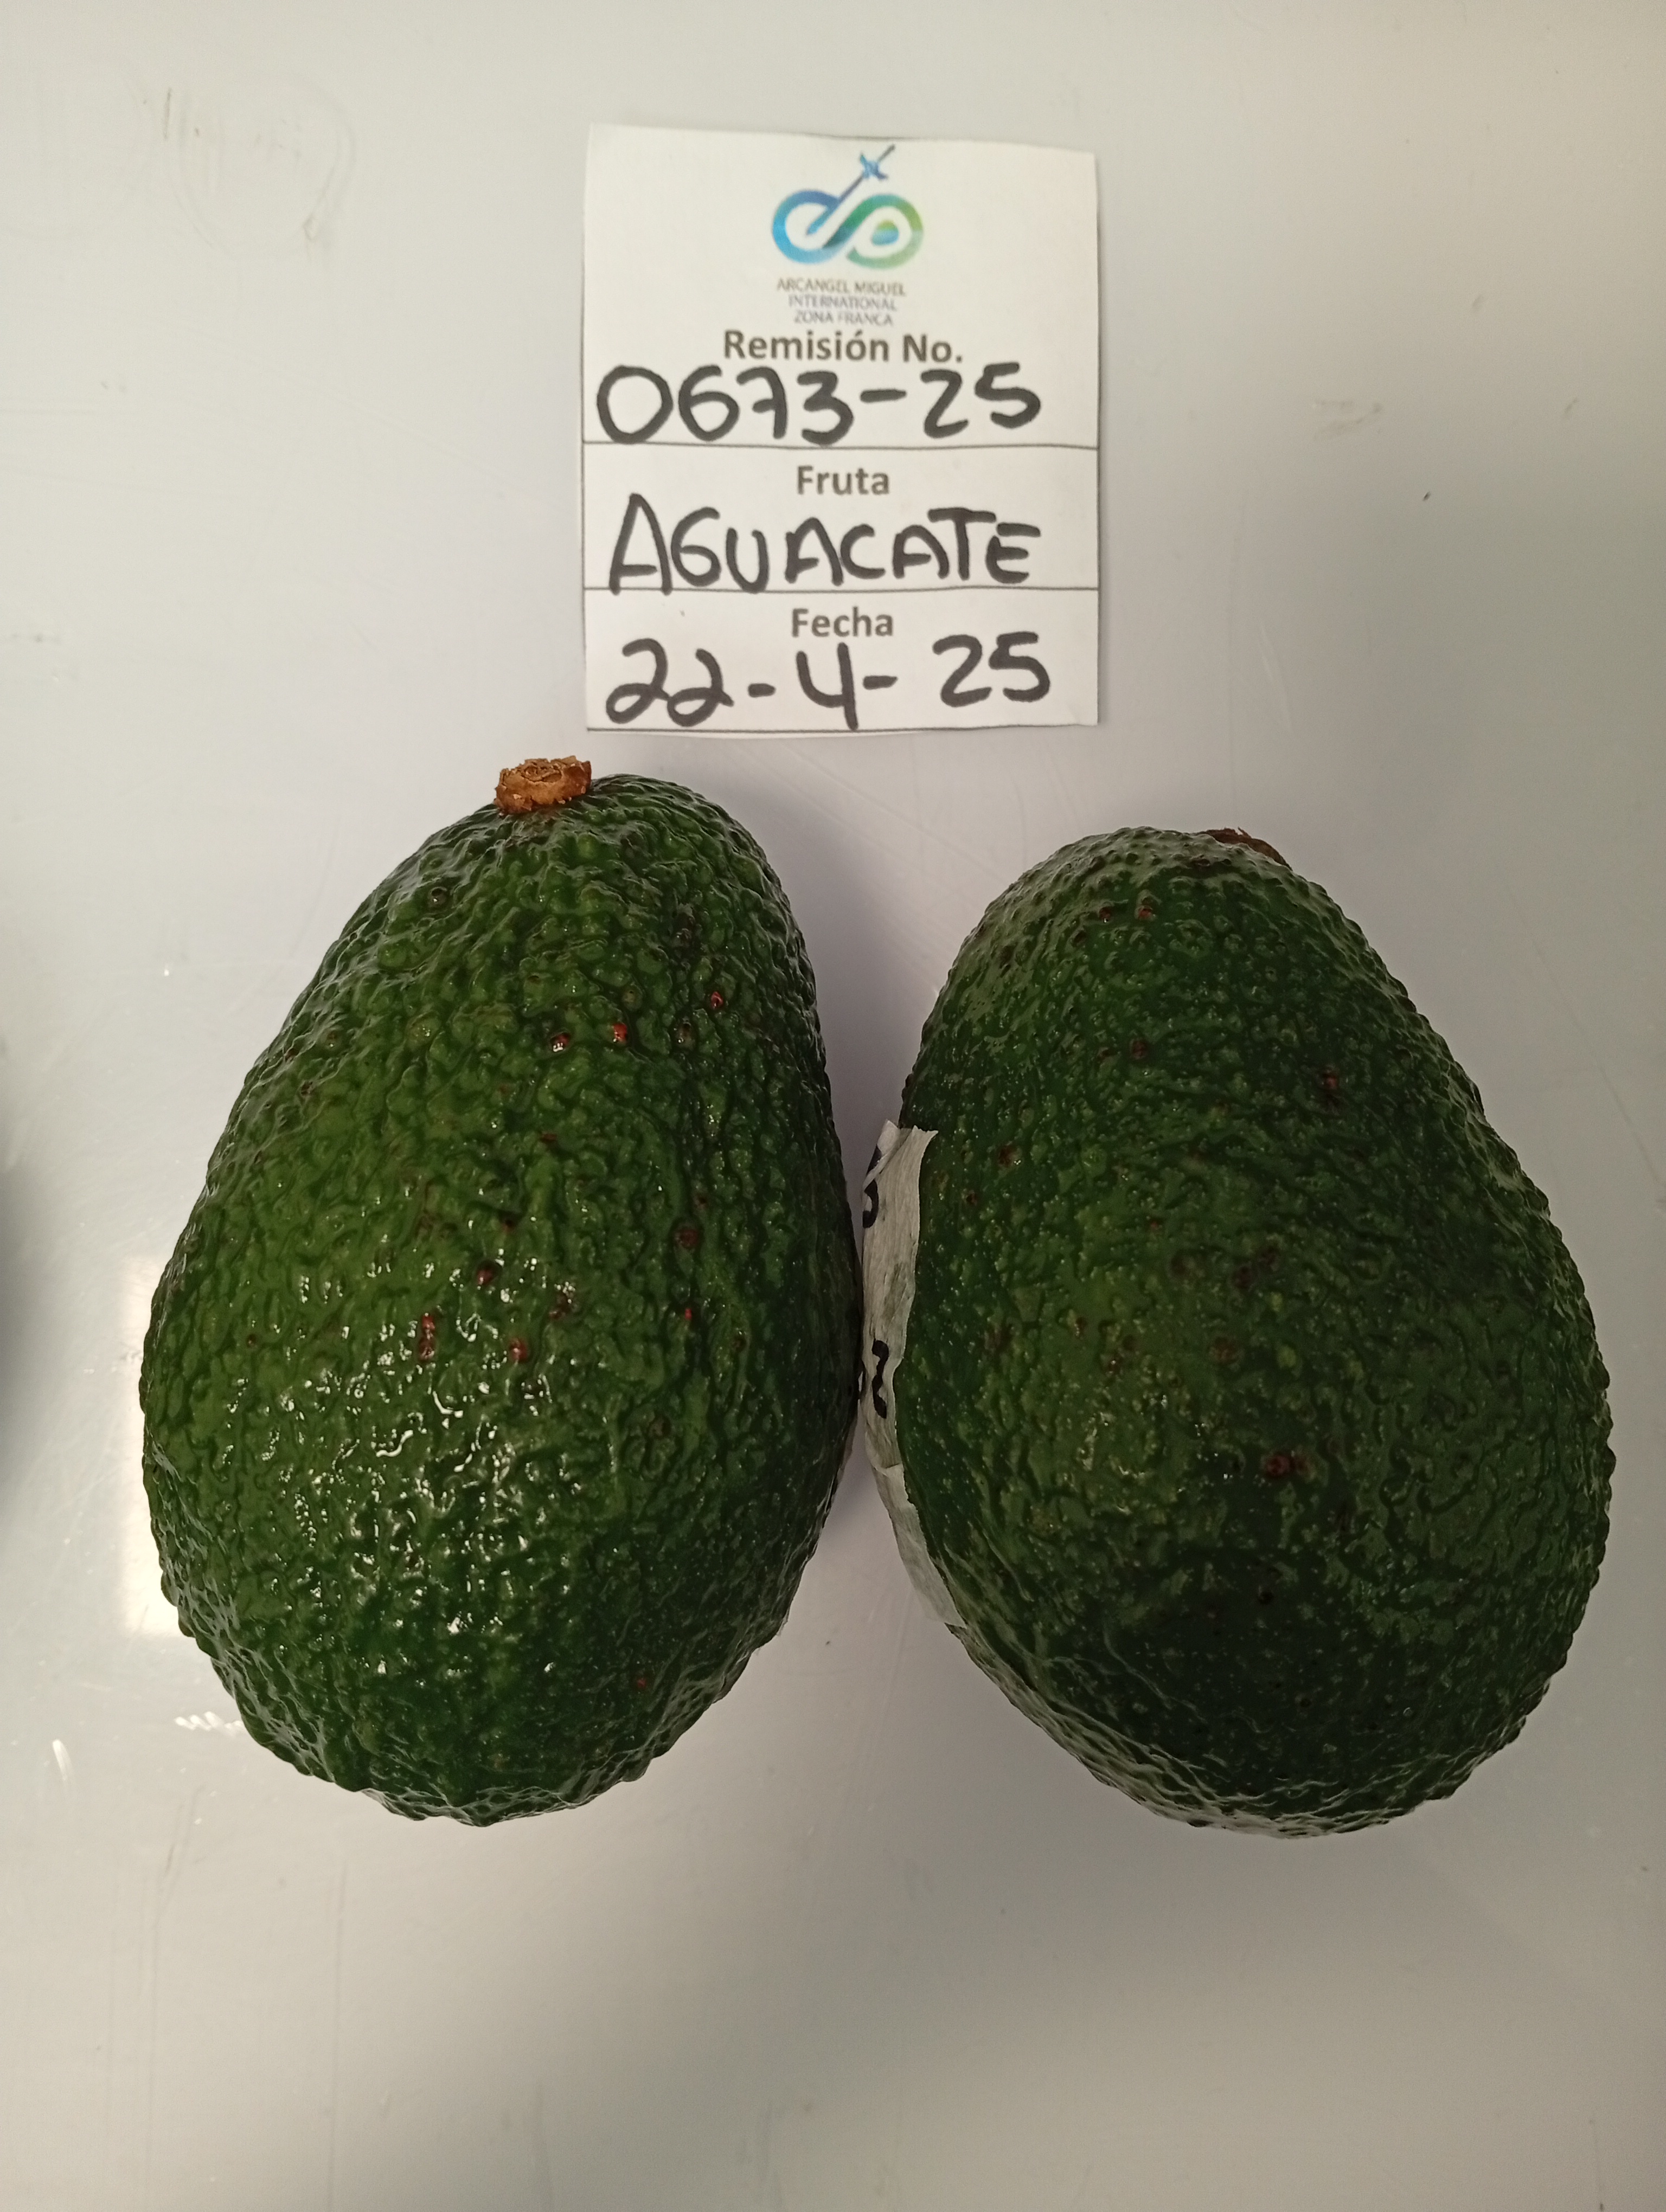 ARCANGEL MIGUEL
INTERNATIONAL
ZONA FRANCA
Remisión No.
0673-25
Fruta
AGUACATE
Fecha
22-4-25